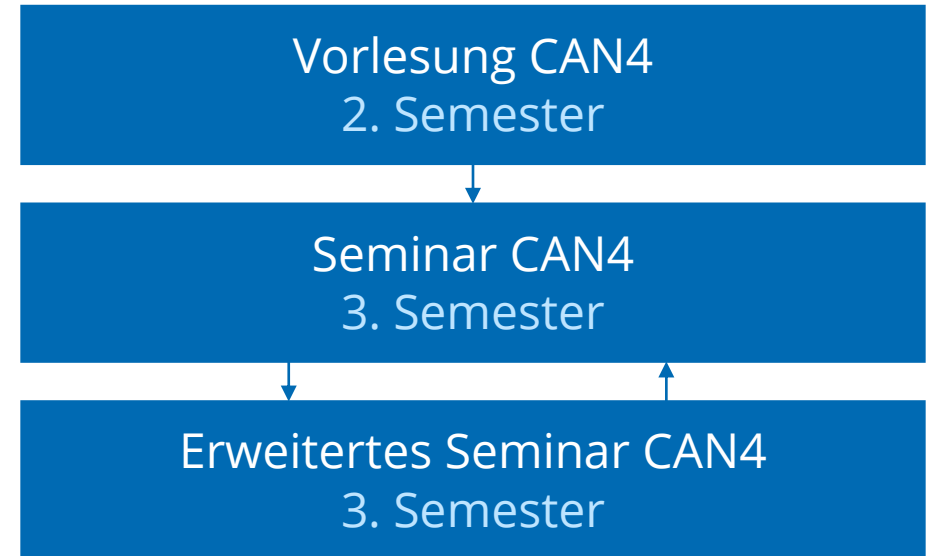 Vorlesung CAN4
2. Semester
Seminar CAN4
3. Semester
Erweitertes Seminar CAN4
3. Semester